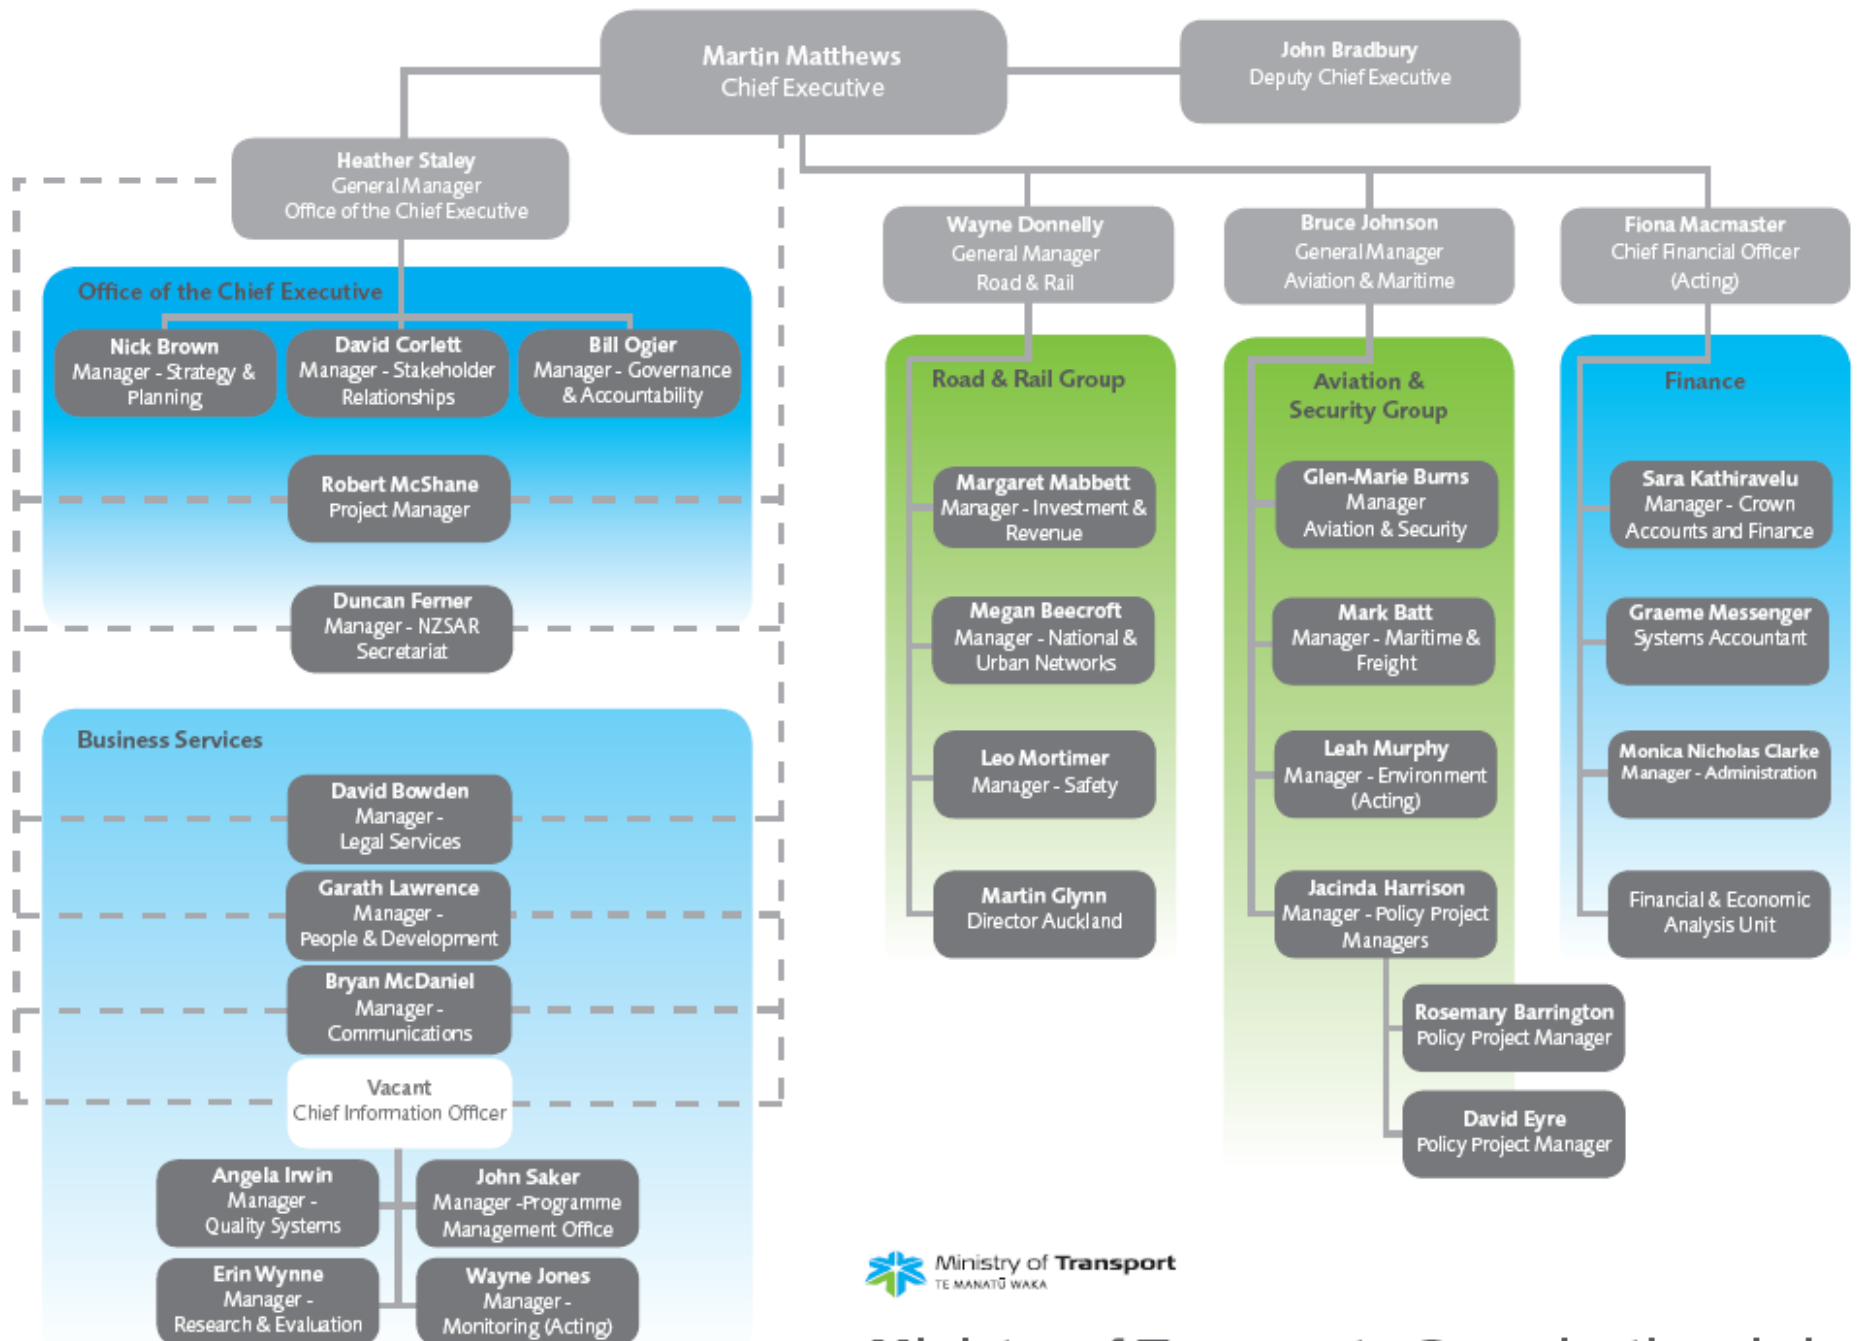 Martin Matthews
Chief Executive
John Bradbury
Deputy Chief Executive
Heather Staley
General Manager
Office of the Chief Executive
Wayne Donnelly
General Manager
Road & Rail
Bruce Johnson
General Manager
Aviation & Maritime
Fiona Macmaster
Chief Financial Officer
(Acting)
Office of the Chief Executive
Nick Brown
Manager - Strategy &
Planning
David Corlett
Manager - Stakeholder
Relationships
Bill Ogier
Manager - Governance
& Accountability
Robert McShane
Project Manager
Duncan Ferner
Manager - NZSAR
Secretariat
Business Services
David Bowden
Manager -
Legal Services
Garath Lawrence
Manager -
People & Development
Bryan McDaniel
Manager -
Communications
Vacant
Chief Information Officer
Angela Irwin
Manager -
Quality Systems
John Saker
Manager -Programme
Management Office
Erin Wynne
Manager -
Research & Evaluation
Wayne Jones
Manager -
Monitoring (Acting)
Road & Rail Group
Margaret Mabbett
Manager - Investment &
Revenue
Megan Beecroft
Manager - National &
Urban Networks
Leo Mortimer
Manager - Safety
Martin Glynn
Director Auckland
Aviation &
Security Group
Glen-Marie Burns
Manager
Aviation & Security
Mark Batt
Manager - Maritime &
Freight
Leah Murphy
Manager - Environment
(Acting)
Jacinda Harrison
Manager - Policy Project
Managers
Rosemary Barrington
Policy Project Manager
David Eyre
Policy Project Manager
Finance
Sara Kathiravelu
Manager - Crown
Accounts and Finance
Graeme Messenger
Systems Accountant
Monica Nicholas Clarke
Manager - Administration
Financial & Economic
Analysis Unit
Ministry of Transport
TE MANATŪ WAKA